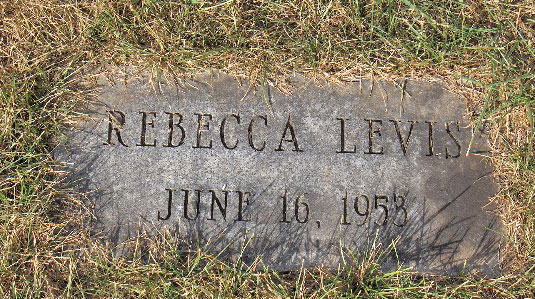 REBECCA LEVIS
JUNE 16, 1953